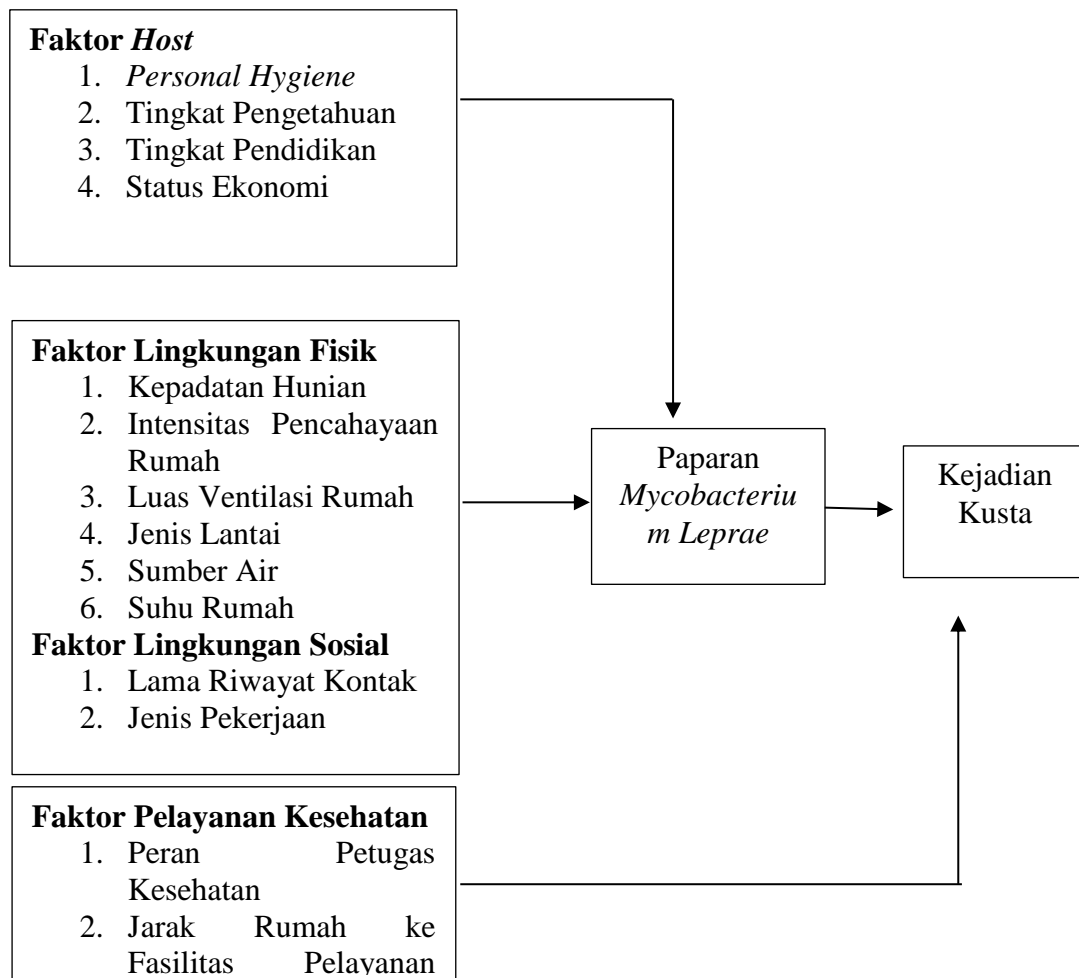 Faktor Host
1. Personal Hygiene
2. Tingkat Pengetahuan
3. Tingkat Pendidikan
4. Status Ekonomi
Faktor Lingkungan Fisik
1. Kepadatan Hunian
2. Intensitas Pencahayaan
Rumah
3. Luas Ventilasi Rumah
4. Jenis Lantai
5. Sumber Air
6. Suhu Rumah
Faktor Lingkungan Sosial
1. Lama Riwayat Kontak
2. Jenis Pekerjaan
Faktor Pelayanan Kesehatan
1. Peran Petugas
Kesehatan
2. Jarak Rumah ke
Fasilitas Pelayanan
Paparan
Mycobacteriu
m Leprae
Kejadian
Kusta